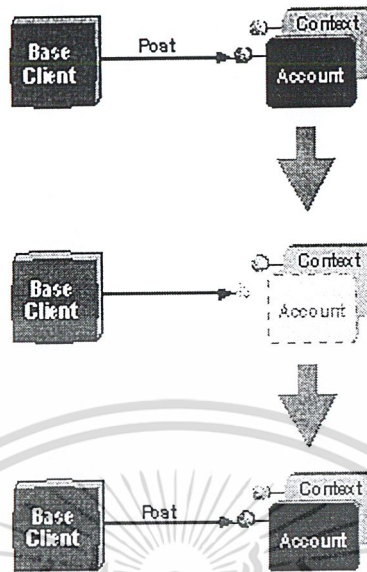 Context
Post
Base
Client
Account
Context
Base
Client
Account
Context
Post
Base
Client
Account